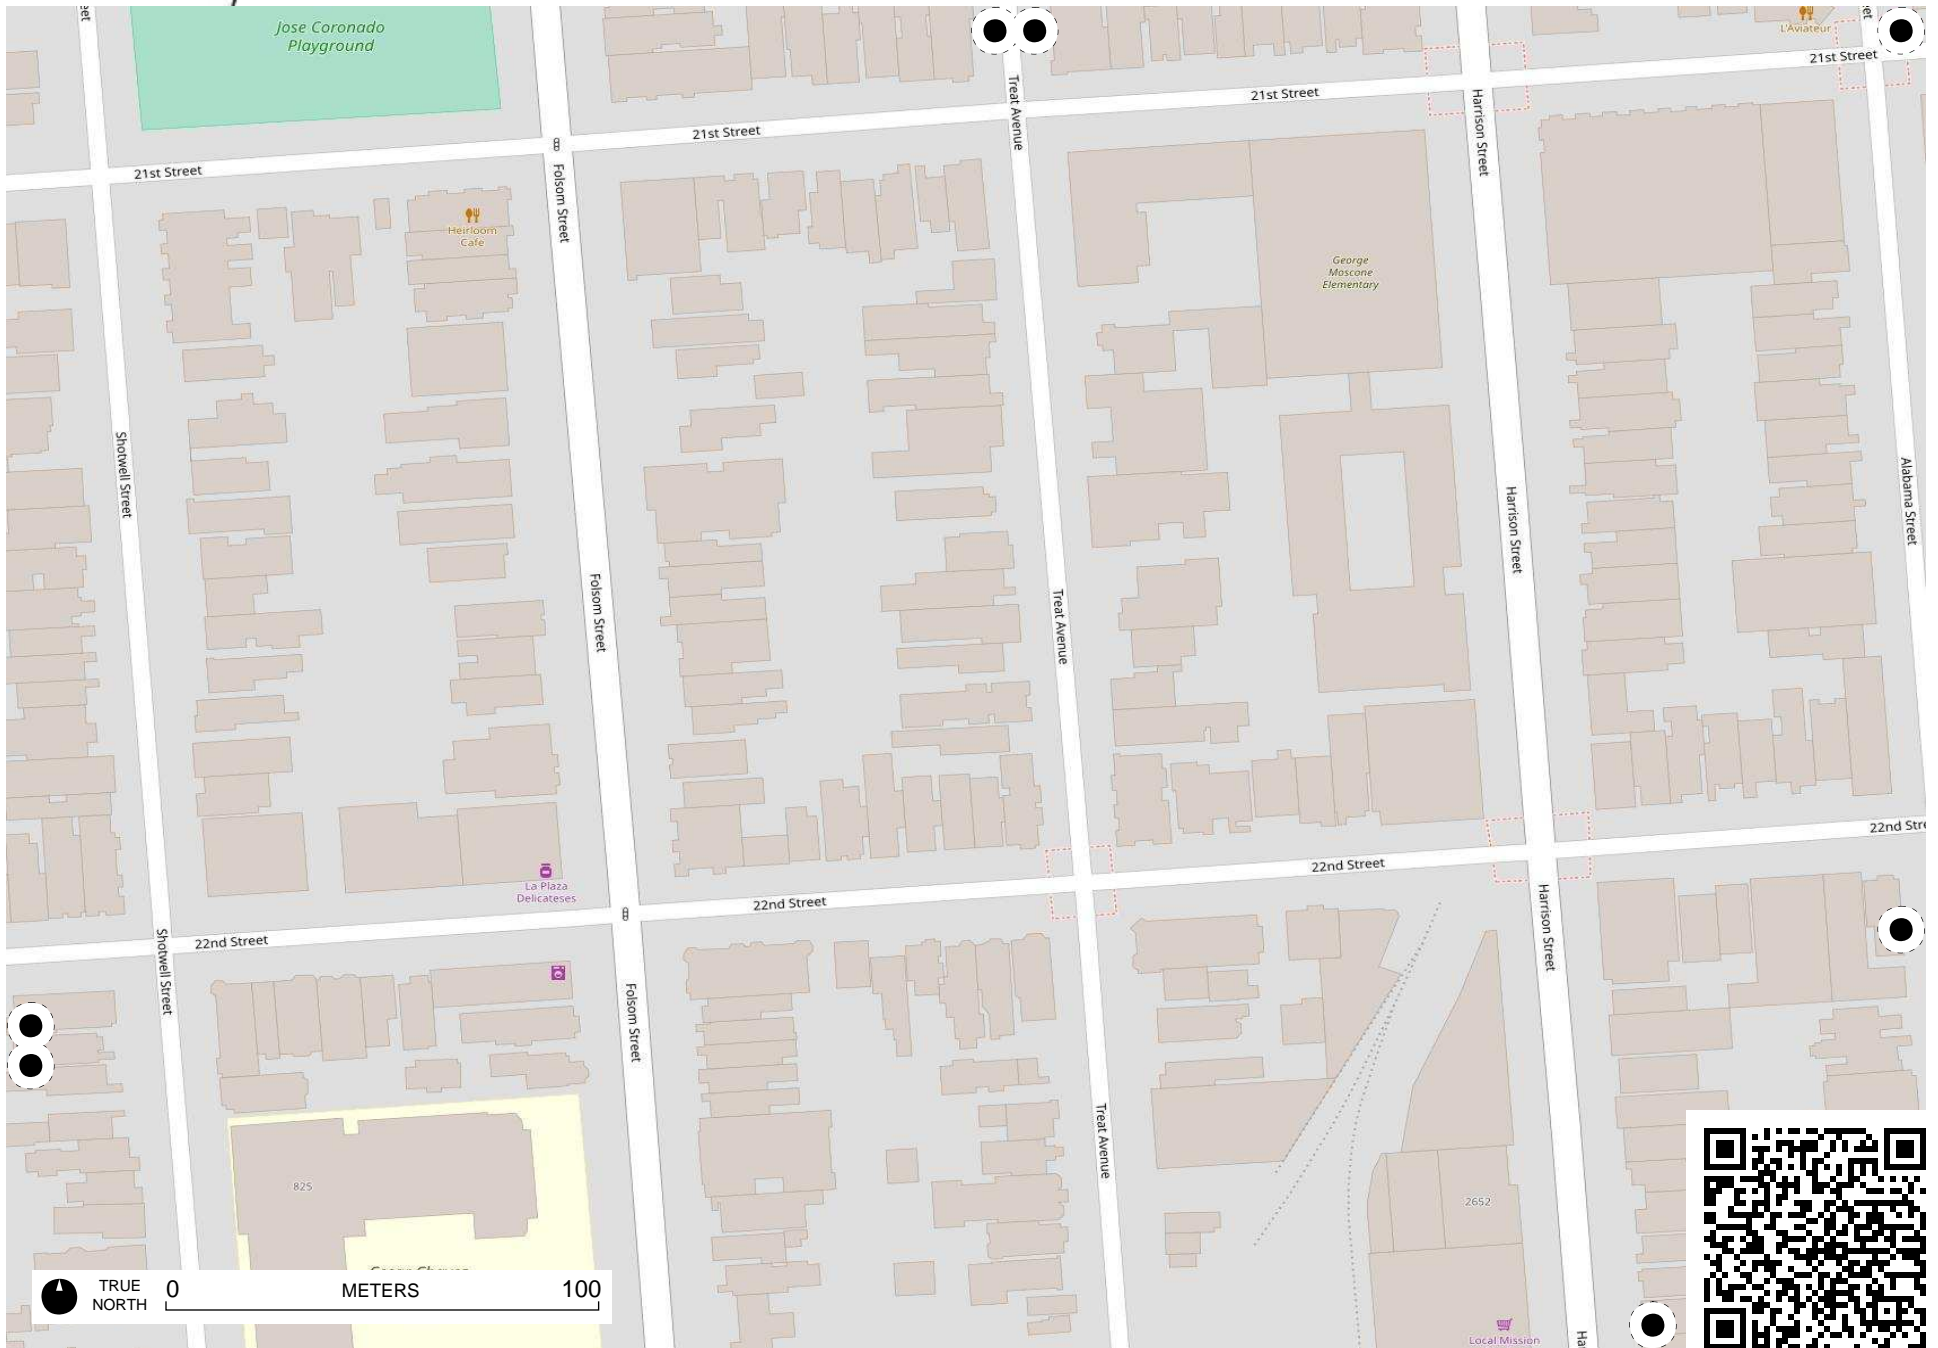 Jose Coronado
Playground
L'Aviateur
21st Street
21st Street
21st Street
21st Street
Treat Avenue
Harrison Street
Folsom Street
Heirloom
Cafe
George
Moscone
Elementary
Shotwell Street
Folsom Street
Treat Avenue
Harrison Street
Alabama Street
22nd Stre
22nd Street
22nd Street
22nd Street
La Plaza
Delicateses
Shotwell Street
Folsom Street
Treat Avenue
Harrison Street
825
2652
TRUE
NORTH
0 METERS 100
Local Mission
Ha
eet